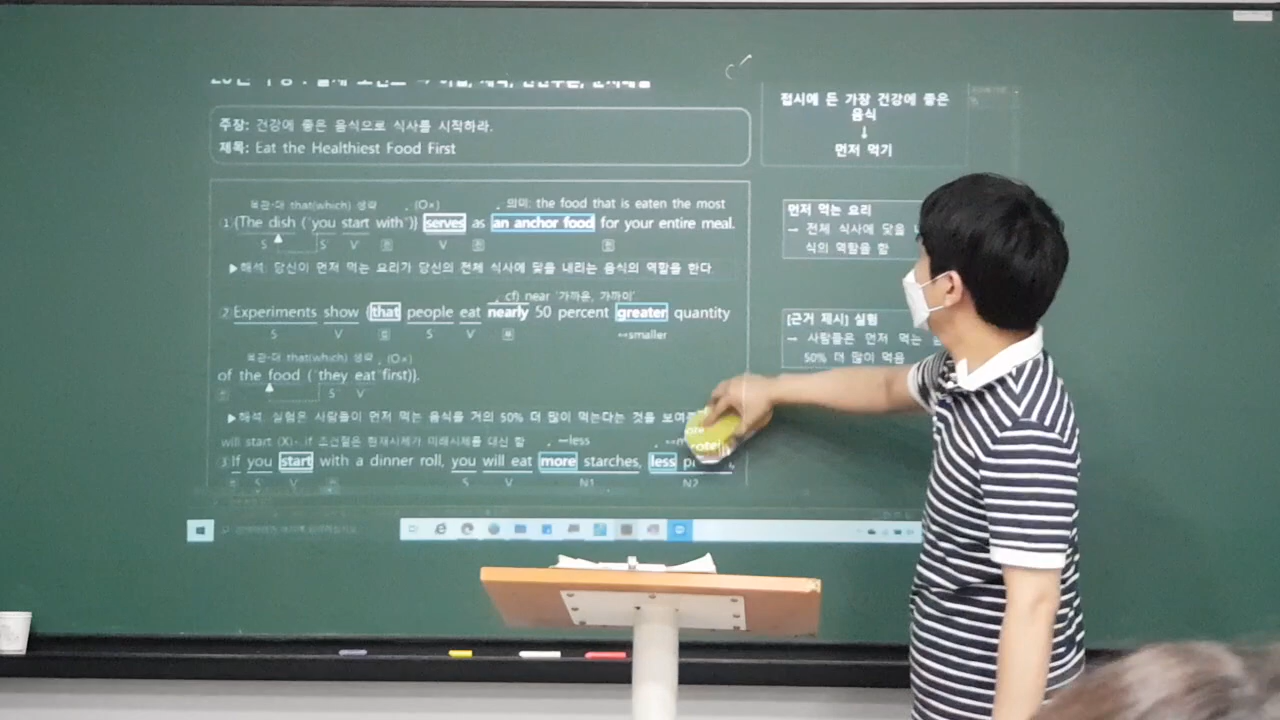 주장: 건강에 좋은 음식으로 식사를 시작하라.
제목: Eat the Healthiest Food First
목관·대 that(which) 생략 (O×) 의미: the food that is eaten the most
① (The dish (you start with)) serves as an anchor food for your entire meal.
S S V 전 V 전 전
▶해석: 당신이 먼저 먹는 요리가 당신의 전체 식사에 닻을 내리는 음식의 역할을 한다
cf) near '가까운, 가까이'
② Experiments show (that people eat nearly 50 percent greater quantity
S V 접 S V 부 ↔smaller
목관·대 that(which) 생략 (O×)
of the food (they eat first)).
S V
▶해석: 실험은 사람들이 먼저 먹는 음식을 거의 50% 더 많이 먹는다는 것을 보여
will start (X), if 조건절은 현재시제가 미래시제를 대신 함 ↔less
③ If you start with a dinner roll, you will eat more starches, less
S V S V N1 N2
접시에 든 가장 건강에 좋은
음식
↓
먼저 먹기
먼저 먹는 요리
→ 전체 식사에 닻을
식의 역할을 함
[근거 제시] 실험
→ 사람들은 먼저 먹는
50% 더 많이 먹음